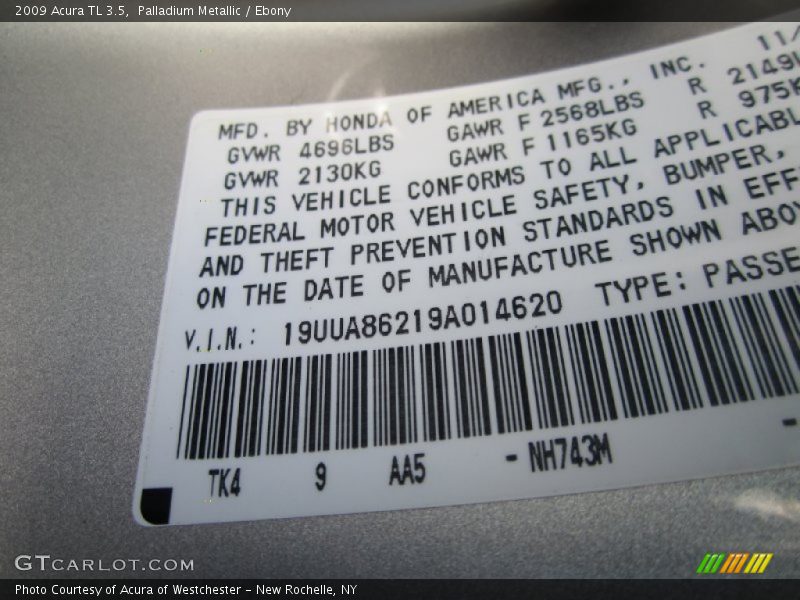 2009 Acura TL 3.5,  Palladium Metallic / Ebony
MFD. BY HONDA OF AMERICA MFG., INC. 11/
GVWR 4696LBS GAWR F 2568LBS R 2149L
GVWR 2130KG GAWR F 1165KG R 975K
THIS VEHICLE CONFORMS TO ALL APPLICABL
FEDERAL MOTOR VEHICLE SAFETY, BUMPER,
AND THEFT PREVENTION STANDARDS IN EFF
ON THE DATE OF MANUFACTURE SHOWN ABOV
V.I.N.: 19UUA86219A014620 TYPE: PASSE
TK4 9 AA5 -NH743M -
GTCARLOT.COM
Photo Courtesy of Acura of Westchester - New Rochelle, NY